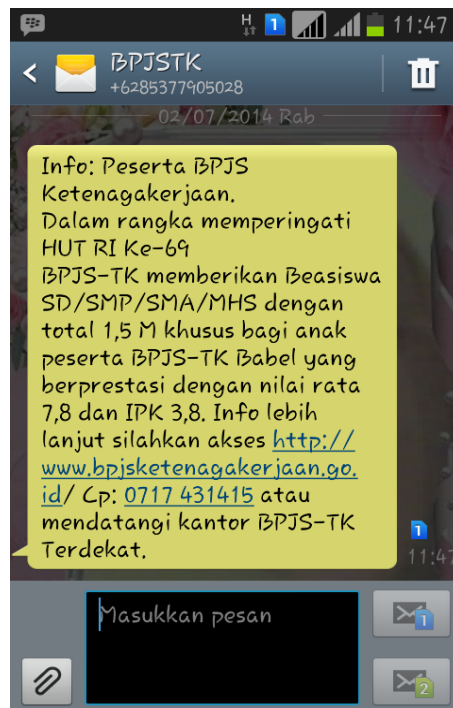 11:47
BPJSTK
+6285377905028
02/07/2014 Rab
Info: Peserta BPJS
Ketenagakerjaan.
Dalam rangka memperingati
HUT RI Ke-69
BPJS-TK memberikan Beasiswa
SD/SMP/SMA/MHS dengan
total 1,5 M khusus bagi anak
peserta BPJS-TK Babel yang
berprestasi dengan nilai rata
7,8 dan IPK 3,8. Info lebih
lanjut silahkan akses http://
www.bpjsketenagakerjaan.go.
id/ Cp: 0717 431415 atau
mendatangi kantor BPJS-TK
Terdekat.
1
11:47
Masukkan pesan
1
2